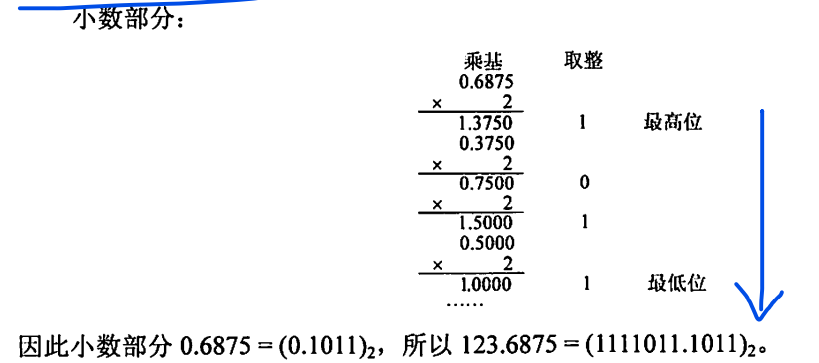 小数部分：
乘基 取整
0.6875
× 2
1.3750 1 最高位
0.3750
× 2
0.7500 0
× 2
1.5000 1
0.5000
× 2
1.0000 1 最低位
……
因此小数部分 0.6875 = (0.1011)₂，所以 123.6875 = (1111011.1011)₂。